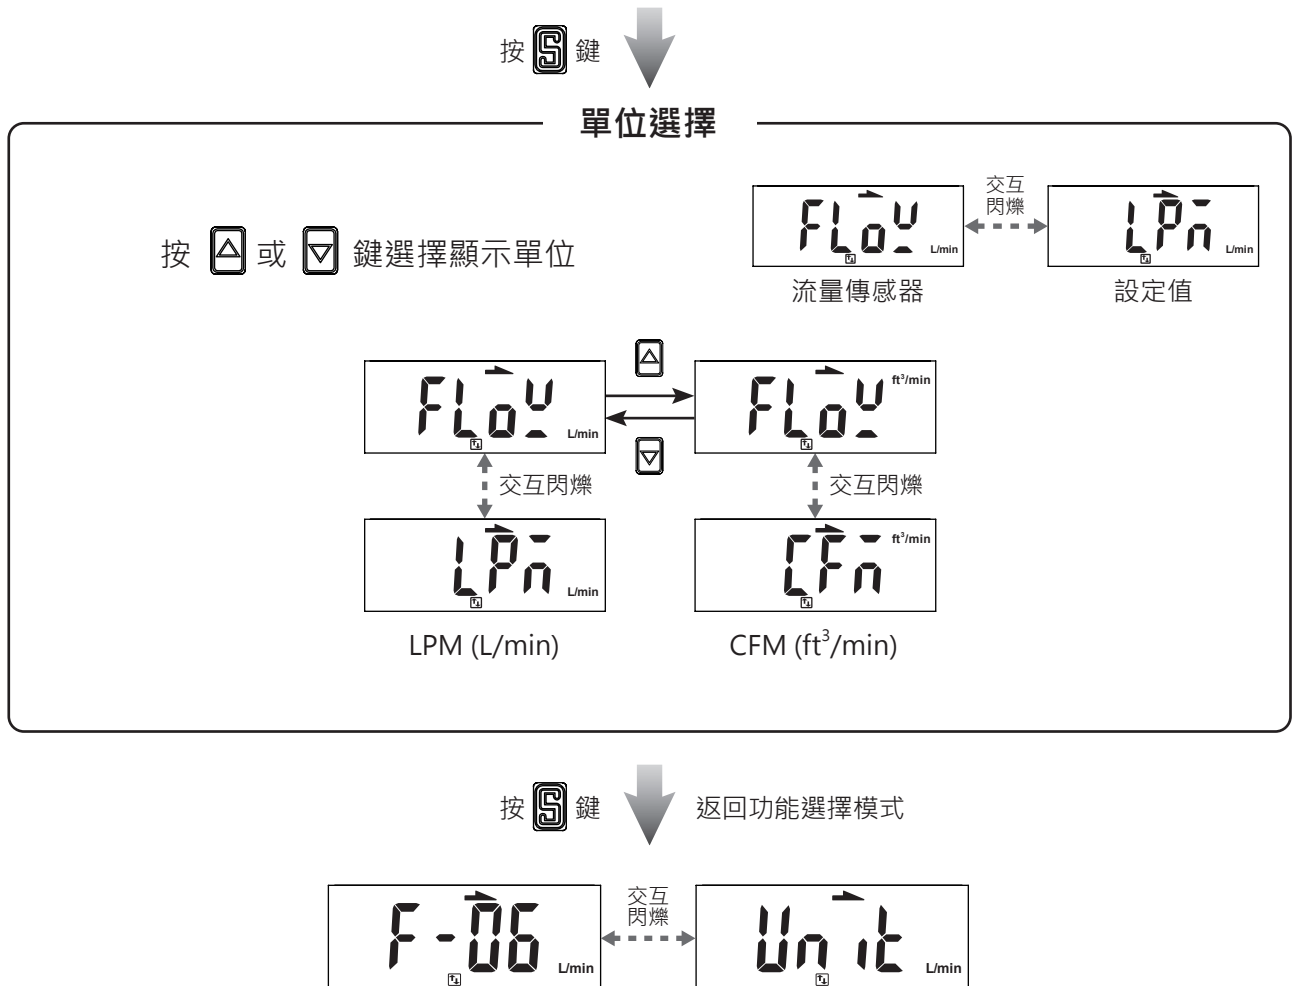 按 S 鍵
單位選擇
交互
閃爍
FLoW L/min
LPM L/min
按 △ 或 ▽ 鍵選擇顯示單位
流量傳感器
設定值
FLoW L/min
FLoW ft³/min
交互閃爍
交互閃爍
LPM L/min
CFM ft³/min
LPM (L/min)
CFM (ft³/min)
按 S 鍵
返回功能選擇模式
交互
閃爍
F-06 L/min
Unit L/min